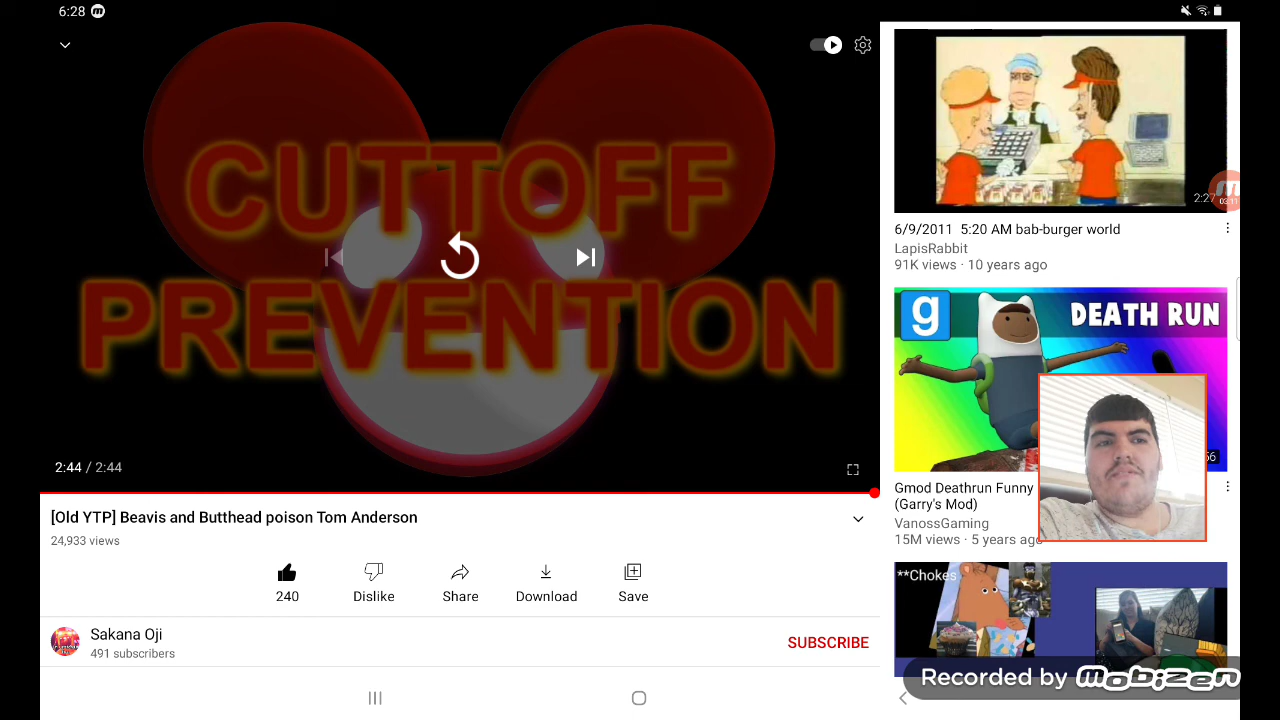 6:28
CUTTOFF
PREVENTION
2:44 / 2:44
[Old YTP] Beavis and Butthead poison Tom Anderson
24,933 views
240
Dislike
Share
Download
Save
Sakana Oji
491 subscribers
SUBSCRIBE
2:27
03:11
6/9/2011 5:20 AM bab-burger world
LapisRabbit
91K views · 10 years ago
g
DEATH RUN
56
Gmod Deathrun Funny
(Garry's Mod)
VanossGaming
15M views · 5 years ago
**Chokes
Recorded by mobizen